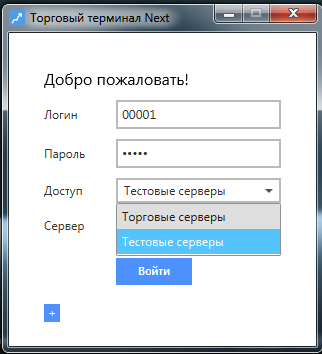 Торговый терминал Next
Добро пожаловать!
Логин 00001
Пароль •••••
Доступ Тестовые серверы
Торговые серверы
Сервер
Тестовые серверы
Войти
+